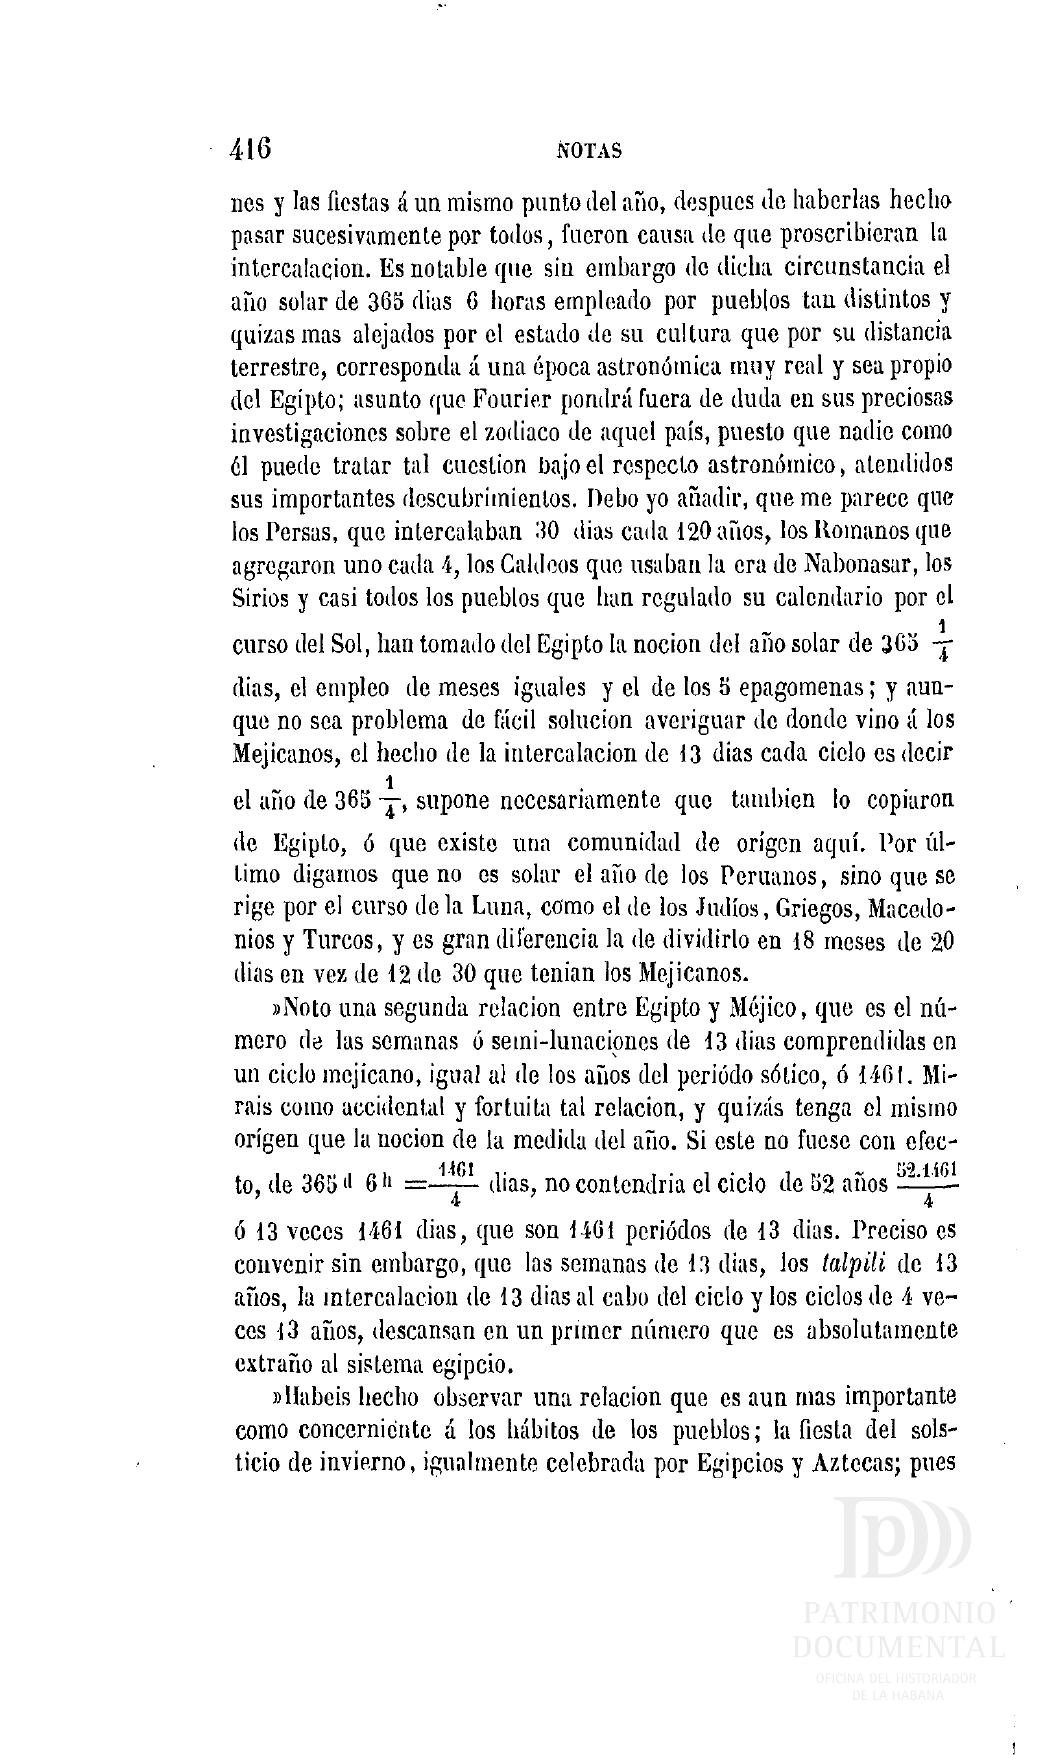 416 NOTAS
nes y las fiestas á un mismo punto del año, despues de haberlas hecho
pasar sucesivamente por todos, fueron causa de que proscribieran la
intercalacion. Es notable que sin embargo de dicha circunstancia el
año solar de 365 dias 6 horas empleado por pueblos tan distintos y
quizas mas alejados por el estado de su cultura que por su distancia
terrestre, corresponda á una época astronómica muy real y sea propio
del Egipto; asunto que Fourier pondrá fuera de duda en sus preciosas
investigaciones sobre el zodiaco de aquel país, puesto que nadie como
él puede tratar tal cuestion bajo el respecto astronómico, atendidos
sus importantes descubrimientos. Debo yo añadir, que me parece que
los Persas, que intercalaban 30 dias cada 120 años, los Romanos que
agregaron uno cada 4, los Caldeos que usaban la era de Nabonasar, los
Sirios y casi todos los pueblos que han regulado su calendario por el
curso del Sol, han tomado del Egipto la nocion del año solar de 365 1/4
dias, el empleo de meses iguales y el de los 5 epagomenas; y aun-
que no sea problema de fácil solucion averiguar de donde vino á los
Mejicanos, el hecho de la intercalacion de 13 dias cada ciclo es decir
el año de 365 1/4, supone necesariamente que tambien lo copiaron
de Egipto, ó que existe una comunidad de orígen aquí. Por úl-
timo digamos que no es solar el año de los Peruanos, sino que se
rige por el curso de la Luna, como el de los Judíos, Griegos, Macedo-
nios y Turcos, y es gran diferencia la de dividirlo en 18 meses de 20
dias en vez de 12 de 30 que tenian los Mejicanos.
»Noto una segunda relacion entre Egipto y Méjico, que es el nú-
mero de las semanas ó semi-lunaciones de 13 dias comprendidas en
un ciclo mejicano, igual al de los años del periódo sótico, ó 1461. Mi-
rais como accidental y fortuita tal relacion, y quizás tenga el mismo
orígen que la nocion de la medida del año. Si este no fuese con efec-
to, de 365 d 6 h = 1461/4 dias, no contendria el ciclo de 52 años 52.1461/4
ó 13 veces 1461 dias, que son 1461 periódos de 13 dias. Preciso es
convenir sin embargo, que las semanas de 13 dias, los talpili de 13
años, la intercalacion de 13 dias al cabo del ciclo y los ciclos de 4 ve-
ces 13 años, descansan en un primer número que es absolutamente
extraño al sistema egipcio.
»Habeis hecho observar una relacion que es aun mas importante
como concerniente á los hábitos de los pueblos; la fiesta del sols-
ticio de invierno, igualmente celebrada por Egipcios y Aztecas; pues
PATRIMONIO
DOCUMENTAL
OFICINA DEL HISTORIADOR
DE LA HABANA